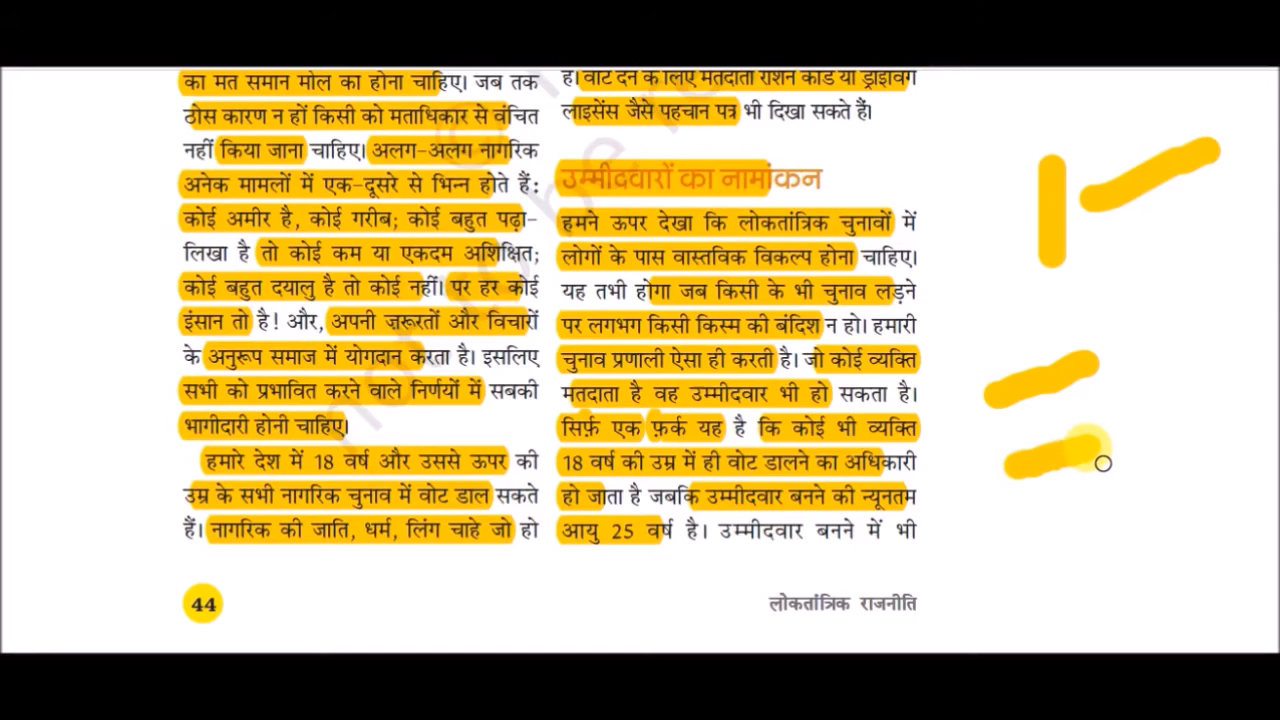 का मत समान मोल का होना चाहिए। जब तक
ठोस कारण न हों किसी को मताधिकार से वंचित
नहीं किया जाना चाहिए। अलग-अलग नागरिक
अनेक मामलों में एक-दूसरे से भिन्न होते हैं:
कोई अमीर है, कोई गरीब; कोई बहुत पढ़ा-
लिखा है तो कोई कम या एकदम अशिक्षित;
कोई बहुत दयालु है तो कोई नहीं। पर हर कोई
इंसान तो है! और, अपनी ज़रूरतों और विचारों
के अनुरूप समाज में योगदान करता है। इसलिए
सभी को प्रभावित करने वाले निर्णयों में सबकी
भागीदारी होनी चाहिए।
हमारे देश में 18 वर्ष और उससे ऊपर की
उम्र के सभी नागरिक चुनाव में वोट डाल सकते
हैं। नागरिक की जाति, धर्म, लिंग चाहे जो हो
है। वोट देने के लिए मतदाता राशन कार्ड या ड्राइविंग
लाइसेंस जैसे पहचान पत्र भी दिखा सकते हैं।
उम्मीदवारों का नामांकन
हमने ऊपर देखा कि लोकतांत्रिक चुनावों में
लोगों के पास वास्तविक विकल्प होना चाहिए।
यह तभी होगा जब किसी के भी चुनाव लड़ने
पर लगभग किसी किस्म की बंदिश न हो। हमारी
चुनाव प्रणाली ऐसा ही करती है। जो कोई व्यक्ति
मतदाता है वह उम्मीदवार भी हो सकता है।
सिर्फ़ एक फ़र्क यह है कि कोई भी व्यक्ति
18 वर्ष की उम्र में ही वोट डालने का अधिकारी
हो जाता है जबकि उम्मीदवार बनने की न्यूनतम
आयु 25 वर्ष है। उम्मीदवार बनने में भी
44
लोकतांत्रिक राजनीति